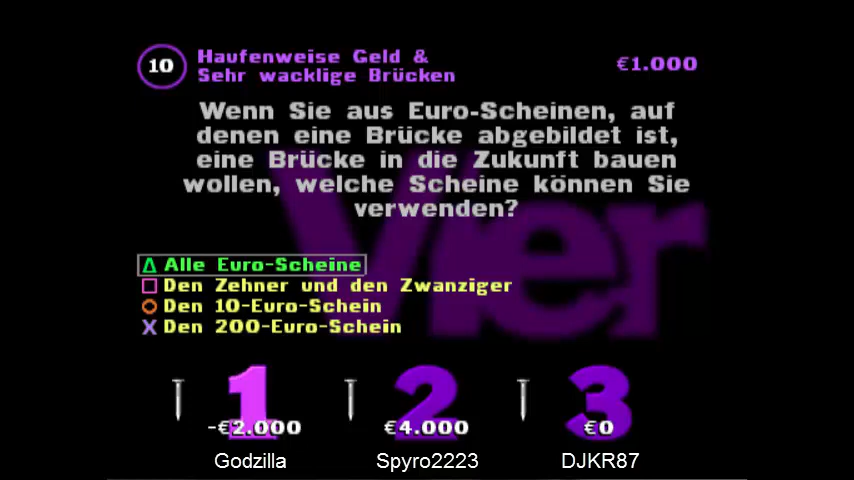 10
Haufenweise Geld &
Sehr wacklige Brücken
€1.000
Wenn Sie aus Euro-Scheinen, auf
denen eine Brücke abgebildet ist,
eine Brücke in die Zukunft bauen
wollen, welche Scheine können Sie
verwenden?
Vier
Δ Alle Euro-Scheine
□ Den Zehner und den Zwanziger
○ Den 10-Euro-Schein
X Den 200-Euro-Schein
1 2 3
-€2.000 €4.000 €0
Godzilla Spyro2223 DJKR87